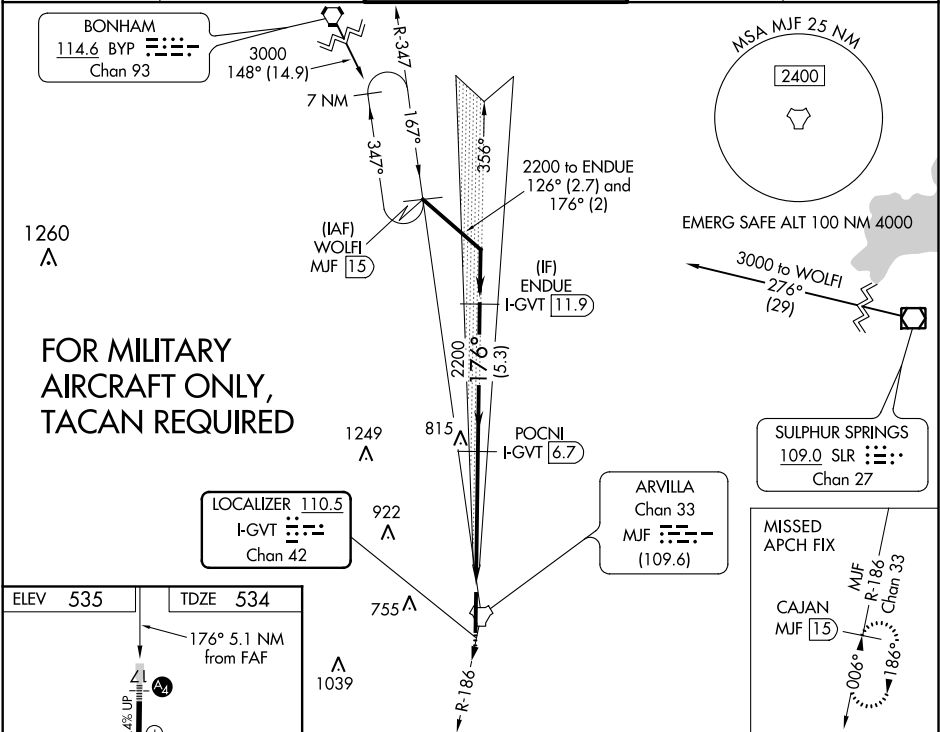 BONHAM
114.6 BYP
Chan 93
3000
148° (14.9)
7 NM
R-347
167°
347°
356°
2200 to ENDUE
126° (2.7) and
176° (2)
MSA MJF 25 NM
2400
EMERG SAFE ALT 100 NM 4000
3000 to WOLFI
276°
(29)
1260
(IAF)
WOLFI
MJF 15
(IF)
ENDUE
I-GVT 11.9
2200
176°
(5.3)
FOR MILITARY
AIRCRAFT ONLY,
TACAN REQUIRED
1249
815
POCNI
I-GVT 6.7
SULPHUR SPRINGS
109.0 SLR
Chan 27
LOCALIZER 110.5
I-GVT
Chan 42
922
ARVILLA
Chan 33
MJF
(109.6)
MISSED
APCH FIX
MJF
R-186
Chan 33
CAJAN
MJF 15
006°
186°
755
1039
R-186
ELEV 535
TDZE 534
176° 5.1 NM
from FAF
17
A4
4% UP